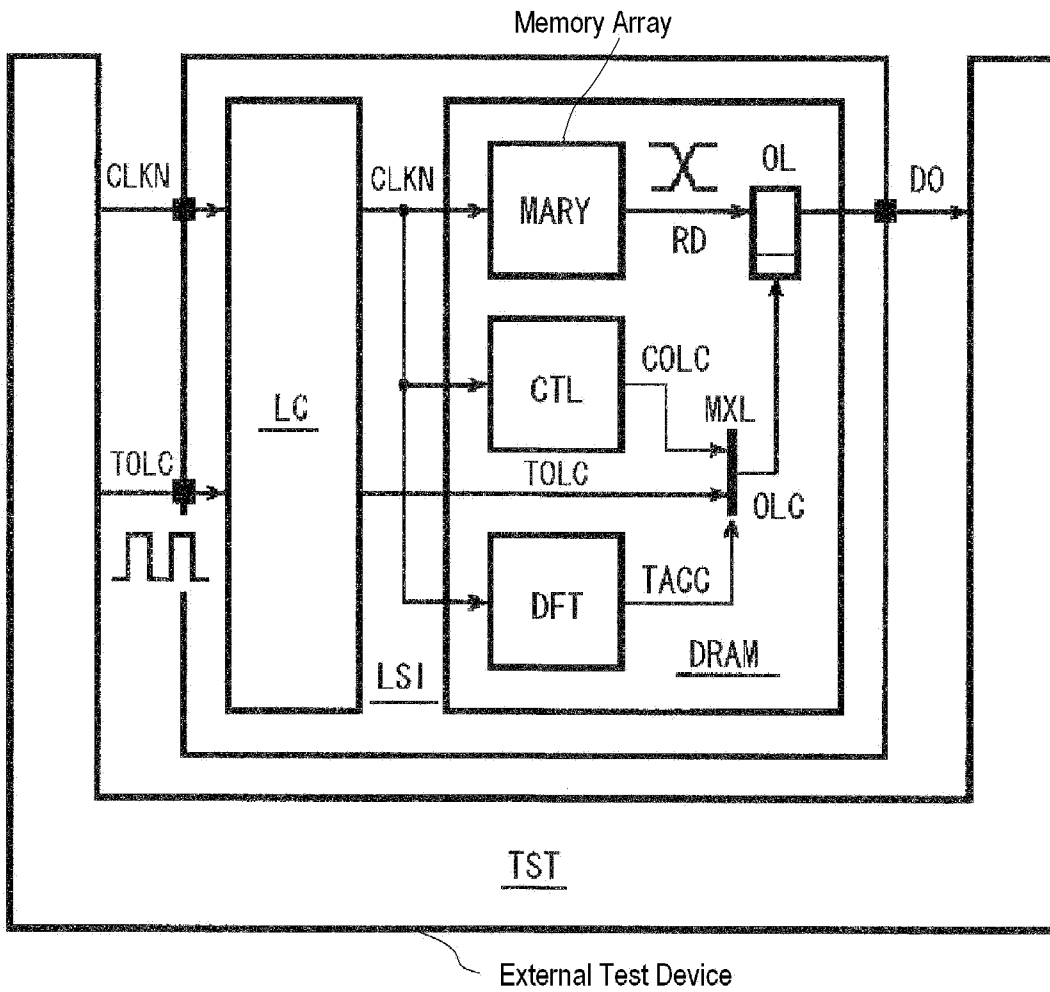 Memory Array
CLKN
CLKN
MARY
RD
OL
DO
CTL
COLC
MXL
LC
TOLC
TOLC
OLC
DFT
TACC
LSI
DRAM
TST
External Test Device